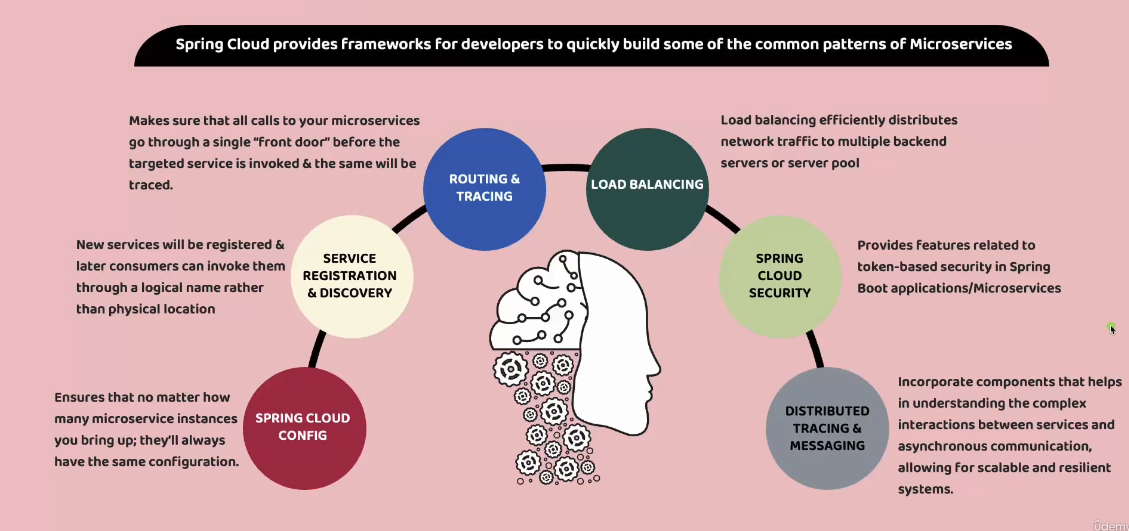 Spring Cloud provides frameworks for developers to quickly build some of the common patterns of Microservices
Makes sure that all calls to your microservices
go through a single “front door” before the
targeted service is invoked & the same will be
traced.
ROUTING &
TRACING
LOAD BALANCING
Load balancing efficiently distributes
network traffic to multiple backend
servers or server pool
New services will be registered &
later consumers can invoke them
through a logical name rather
than physical location
SERVICE
REGISTRATION
& DISCOVERY
SPRING
CLOUD
SECURITY
Provides features related to
token-based security in Spring
Boot applications/Microservices
Ensures that no matter how
many microservice instances
you bring up; they'll always
have the same configuration.
SPRING CLOUD
CONFIG
DISTRIBUTED
TRACING &
MESSAGING
Incorporate components that helps
in understanding the complex
interactions between services and
asynchronous communication,
allowing for scalable and resilient
systems.
Udemy